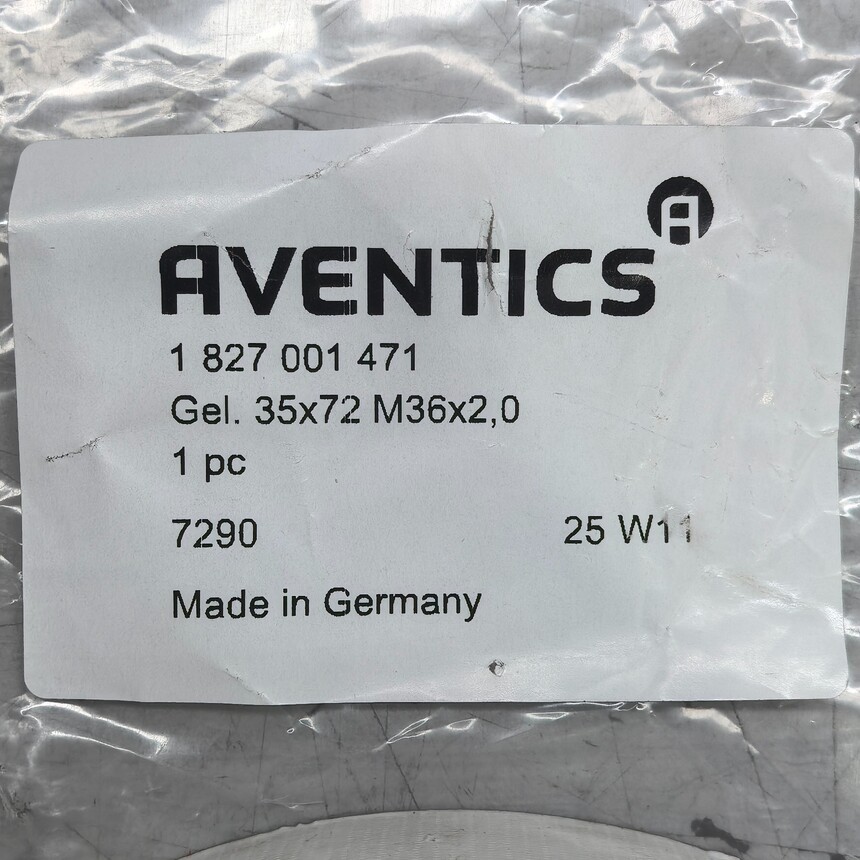 AVENTICS
1 827 001 471
Gel. 35x72 M36x2,0
1 pc
7290 25 W11
Made in Germany